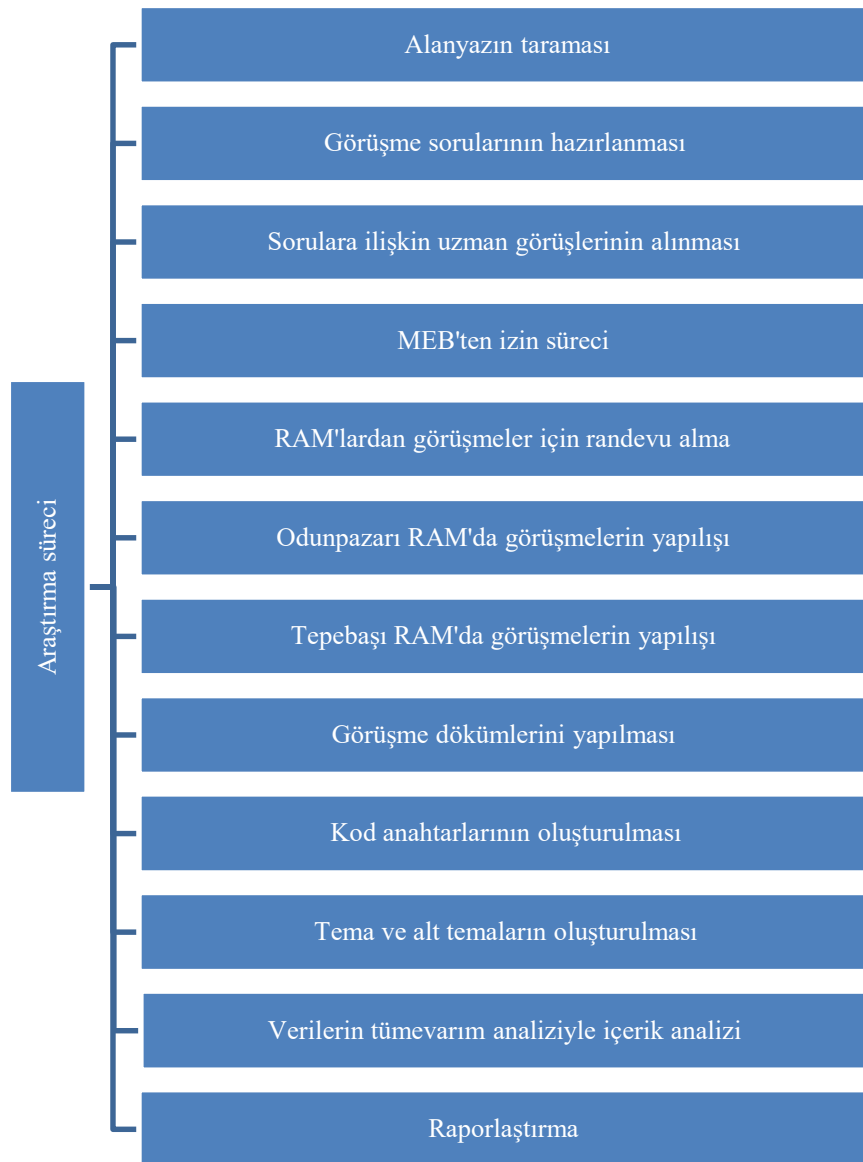 Alanyazın taraması
Görüşme sorularının hazırlanması
Sorulara ilişkin uzman görüşlerinin alınması
MEB'ten izin süreci
RAM'lardan görüşmeler için randevu alma
Araştırma süreci
Odunpazarı RAM'da görüşmelerin yapılışı
Tepebaşı RAM'da görüşmelerin yapılışı
Görüşme dökümlerini yapılması
Kod anahtarlarının oluşturulması
Tema ve alt temaların oluşturulması
Verilerin tümevarım analiziyle içerik analizi
Raporlaştırma